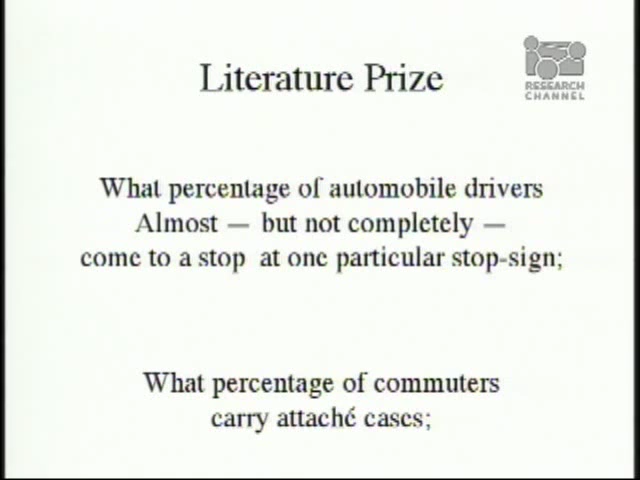 Literature Prize
RESEARCH
CHANNEL
What percentage of automobile drivers
Almost — but not completely —
come to a stop at one particular stop-sign;
What percentage of commuters
carry attaché cases;